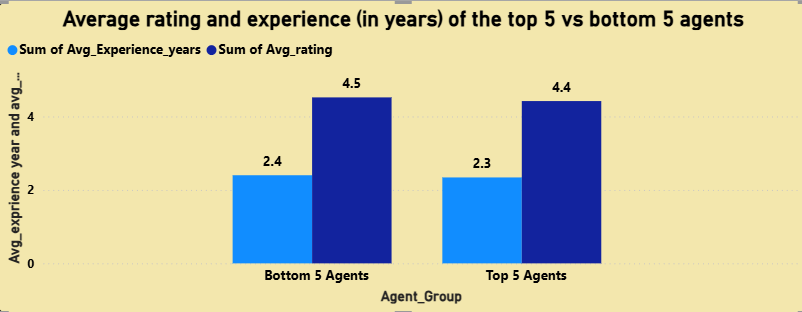 Average rating and experience (in years) of the top 5 vs bottom 5 agents
Sum of Avg_Experience_years Sum of Avg_rating
Avg_exprience year and avg_...
4
2
0
2.4
4.5
2.3
4.4
Bottom 5 Agents
Top 5 Agents
Agent_Group